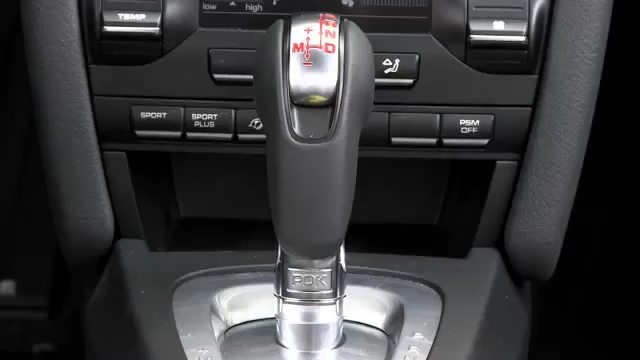 TEMP
low high
R
N
+
M D
–
SPORT
SPORT
PLUS
PSM
OFF
PDK